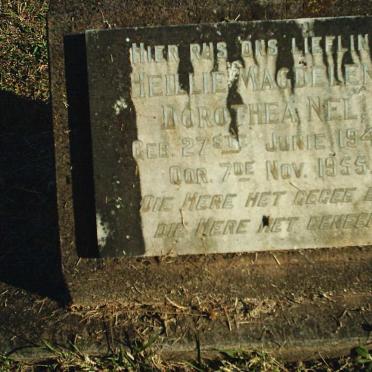 HIER RUS ONS LIEFLIN
HEILLIE MAGDELEN
DOROTHEA NEL
GEB. 27STE JUNIE 194
OOR. 7DE NOV. 1955.
DIE HERE HET GEGEE
DIE HERE HET GENEE